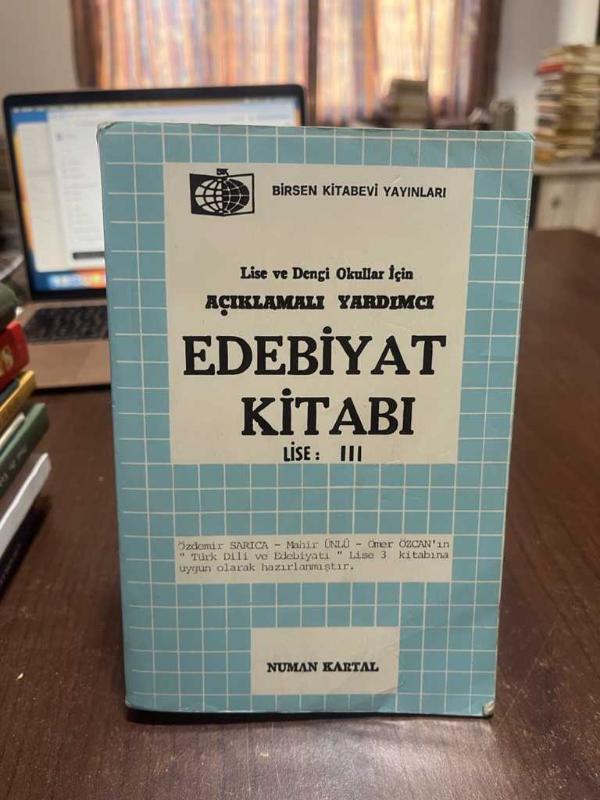 BK
BİRSEN KİTABEVİ YAYINLARI
Lise ve Dengi Okullar İçin
AÇIKLAMALI YARDIMCI
EDEBİYAT
KİTABI
LİSE: III
Özdemir SARICA - Mahir ÜNLÜ - Ömer ÖZCAN'ın
" Türk Dili ve Edebiyatı " Lise 3 kitabına
uygun olarak hazırlanmıştır.
NUMAN KARTAL